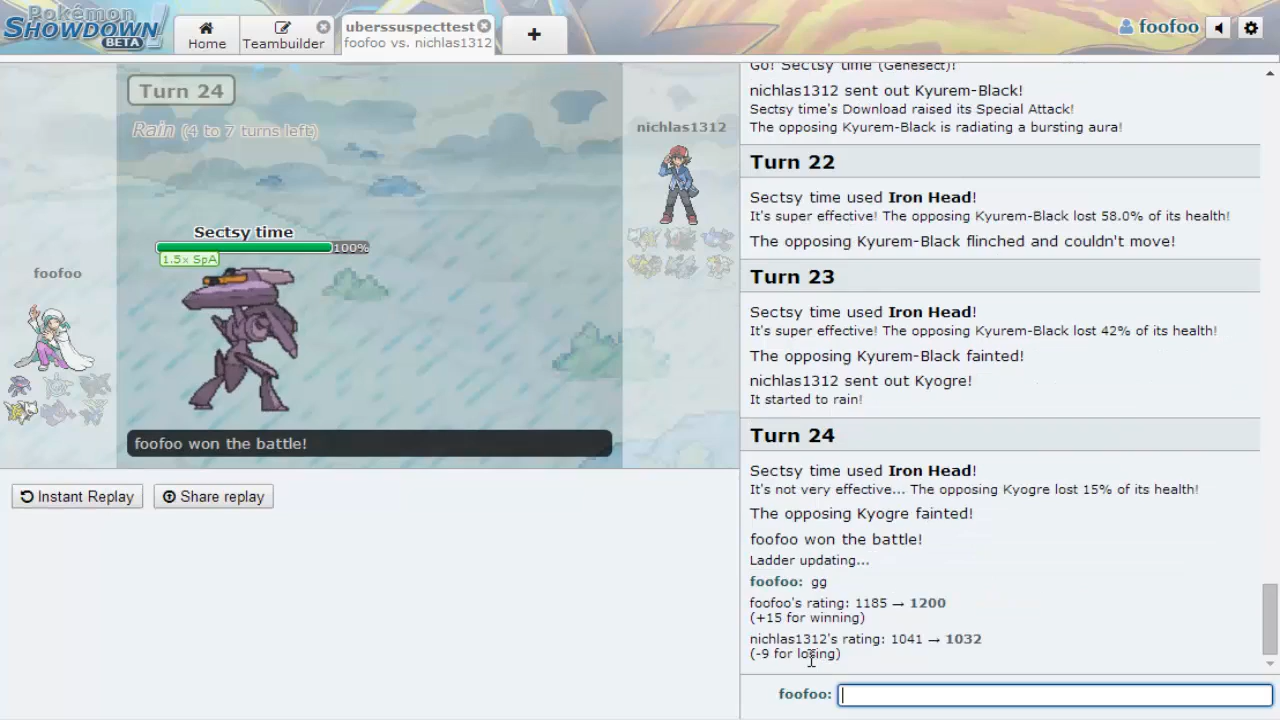 Pokémon
SHOWDOWN!
BETA
Home
Teambuilder
uberssuspecttest
foofoo vs. nichlas1312
+
foofoo
Turn 24
Rain (4 to 7 turns left)
nichlas1312
Sectsy time
100%
1.5x SpA
foofoo
foofoo won the battle!
Instant Replay
Share replay
Go! Sectsy time (Genesect)!
nichlas1312 sent out Kyurem-Black!
Sectsy time's Download raised its Special Attack!
The opposing Kyurem-Black is radiating a bursting aura!
Turn 22
Sectsy time used Iron Head!
It's super effective! The opposing Kyurem-Black lost 58.0% of its health!
The opposing Kyurem-Black flinched and couldn't move!
Turn 23
Sectsy time used Iron Head!
It's super effective! The opposing Kyurem-Black lost 42% of its health!
The opposing Kyurem-Black fainted!
nichlas1312 sent out Kyogre!
It started to rain!
Turn 24
Sectsy time used Iron Head!
It's not very effective... The opposing Kyogre lost 15% of its health!
The opposing Kyogre fainted!
foofoo won the battle!
Ladder updating...
foofoo: gg
foofoo's rating: 1185 → 1200
(+15 for winning)
nichlas1312's rating: 1041 → 1032
(-9 for losing)
foofoo: